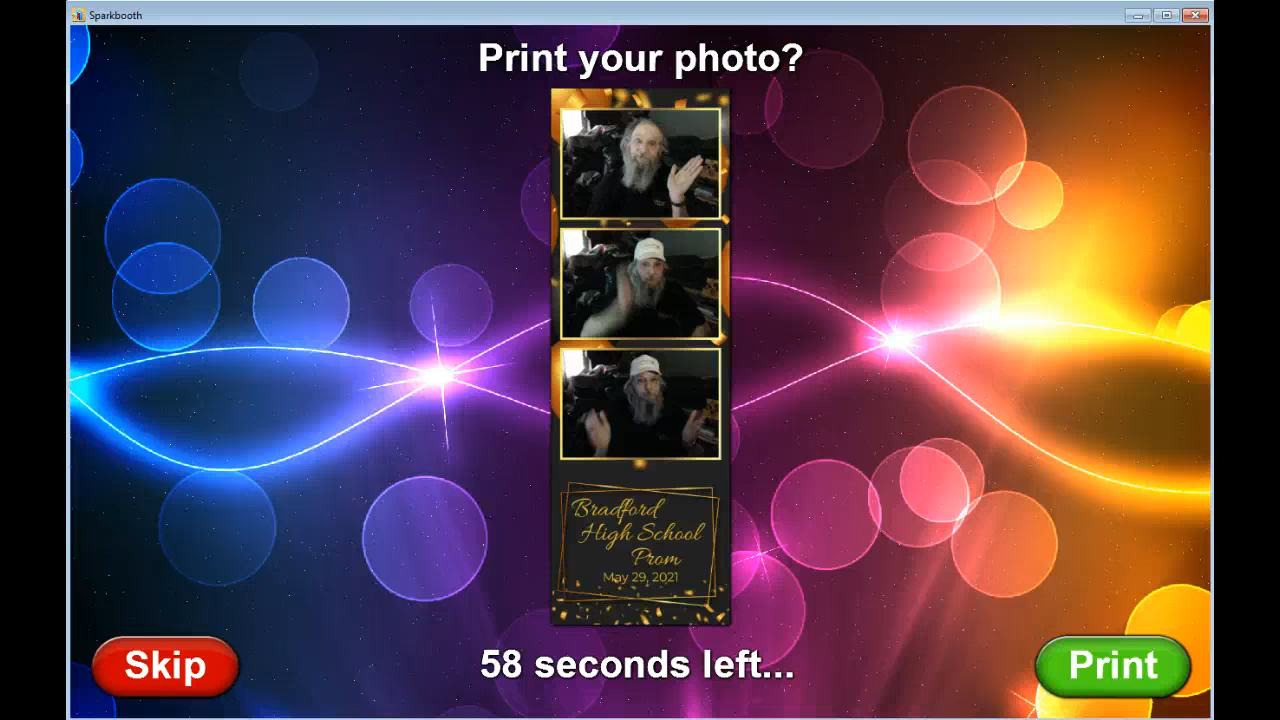 Sparkbooth
Print your photo?
Bradford
High School
Prom
May 29, 2021
Skip
58 seconds left...
Print